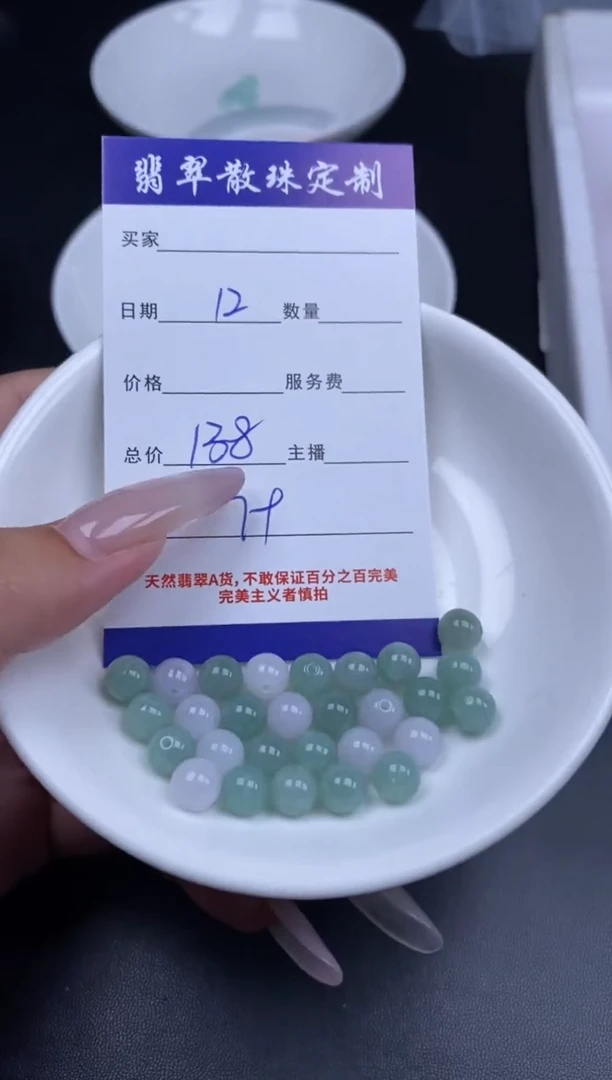 翡翠散珠定制
买家
日期 12 数量
价格 服务费
总价 138 主播
天然翡翠A货,不敢保证百分之百完美
完美主义者慎拍